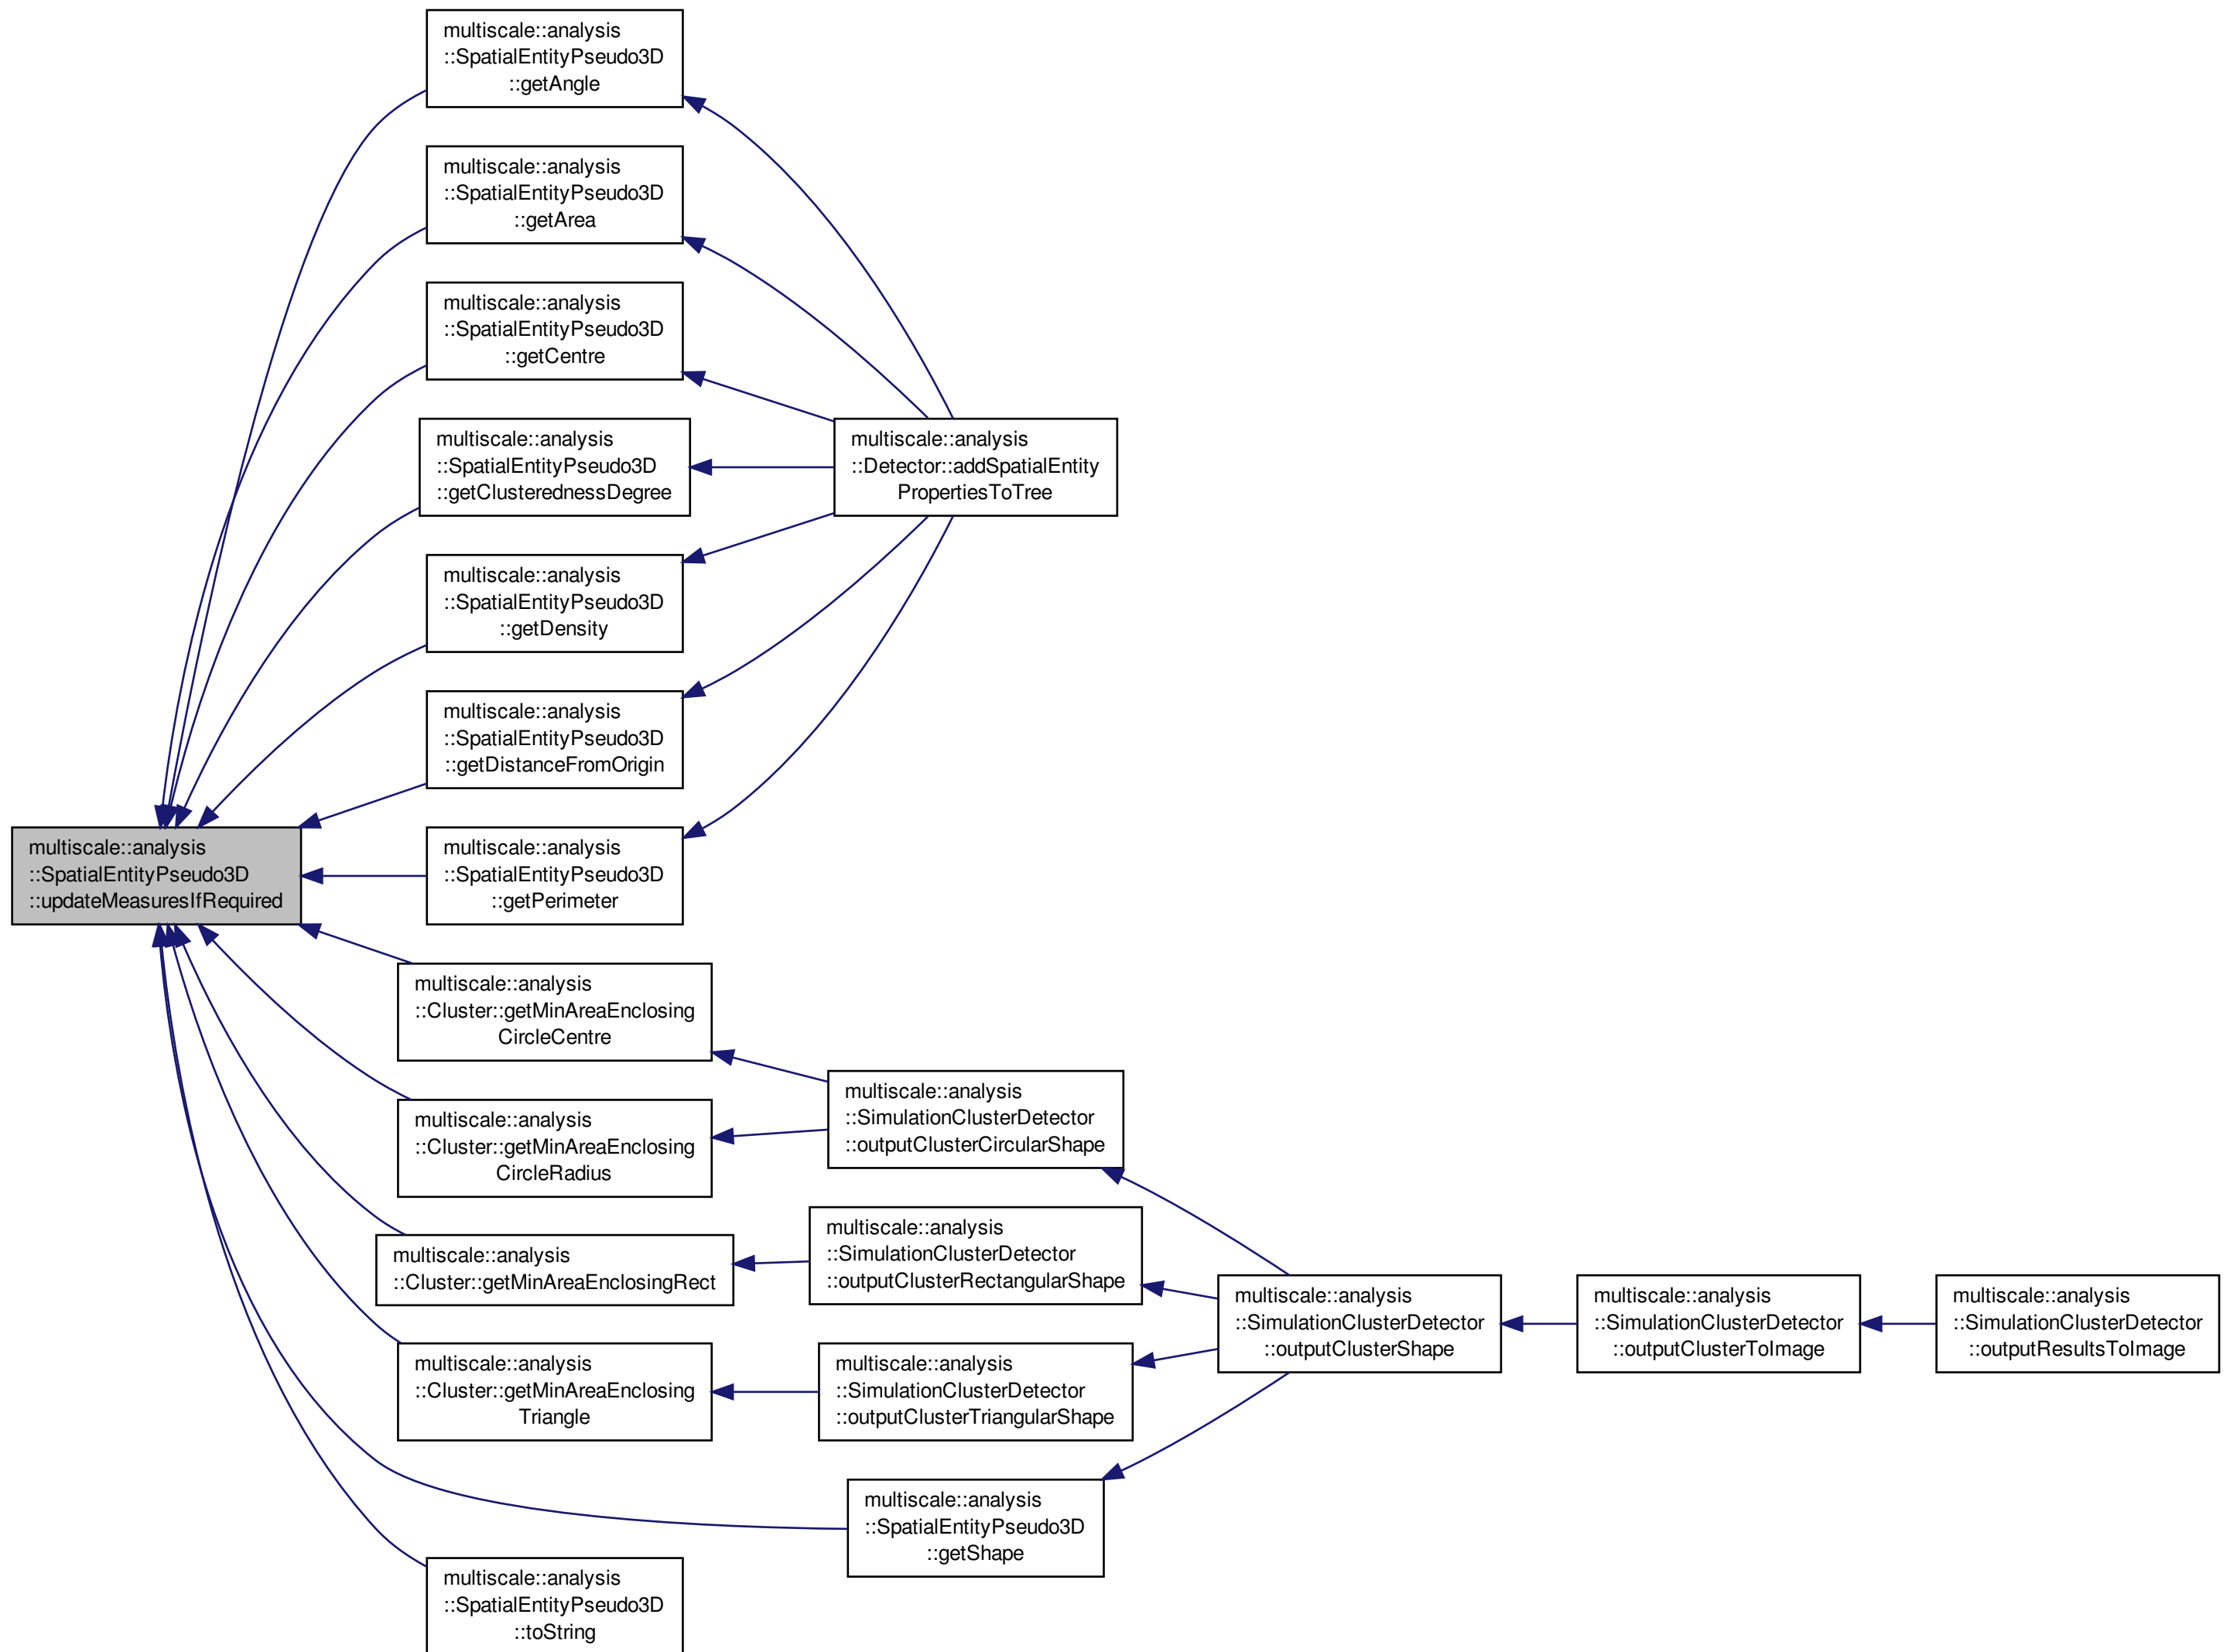 multiscale::analysis
::SpatialEntityPseudo3D
::getAngle
multiscale::analysis
::SpatialEntityPseudo3D
::getArea
multiscale::analysis
::SpatialEntityPseudo3D
::getCentre
multiscale::analysis
::SpatialEntityPseudo3D
::getClusterednessDegree
multiscale::analysis
::Detector::addSpatialEntity
PropertiesToTree
multiscale::analysis
::SpatialEntityPseudo3D
::getDensity
multiscale::analysis
::SpatialEntityPseudo3D
::getDistanceFromOrigin
multiscale::analysis
::SpatialEntityPseudo3D
::updateMeasuresIfRequired
multiscale::analysis
::SpatialEntityPseudo3D
::getPerimeter
multiscale::analysis
::Cluster::getMinAreaEnclosing
CircleCentre
multiscale::analysis
::Cluster::getMinAreaEnclosing
CircleRadius
multiscale::analysis
::SimulationClusterDetector
::outputClusterCircularShape
multiscale::analysis
::Cluster::getMinAreaEnclosingRect
multiscale::analysis
::SimulationClusterDetector
::outputClusterRectangularShape
multiscale::analysis
::SimulationClusterDetector
::outputClusterShape
multiscale::analysis
::SimulationClusterDetector
::outputClusterToImage
multiscale::analysis
::SimulationClusterDetector
::outputResultsToImage
multiscale::analysis
::Cluster::getMinAreaEnclosing
Triangle
multiscale::analysis
::SimulationClusterDetector
::outputClusterTriangularShape
multiscale::analysis
::SpatialEntityPseudo3D
::getShape
multiscale::analysis
::SpatialEntityPseudo3D
::toString